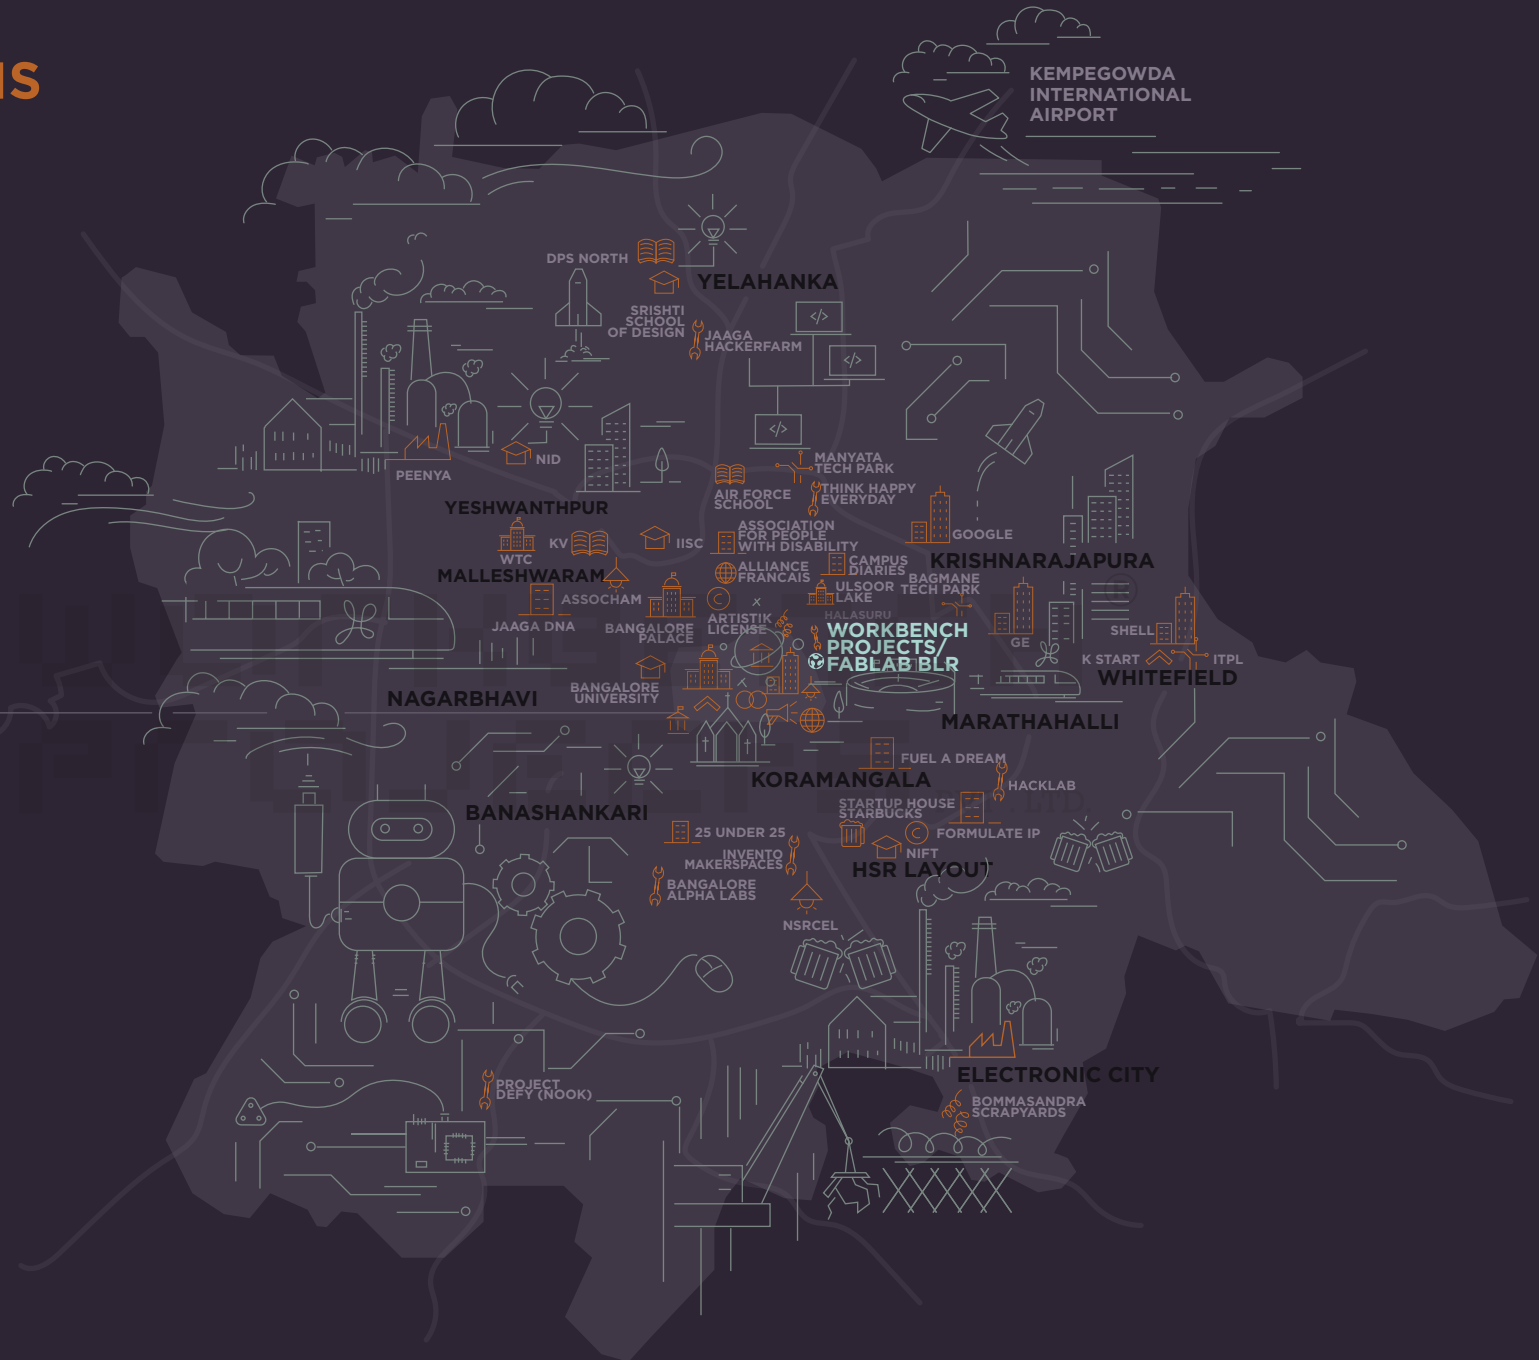 IS
KEMPEGOWDA
INTERNATIONAL
AIRPORT
DPS NORTH
YELAHANKA
SRISHTI
SCHOOL
OF DESIGN
JAAGA
HACKERFARM
</>
</>
</>
PEENYA
NID
MANYATA
TECH PARK
AIR FORCE
SCHOOL
THINK HAPPY
EVERYDAY
YESHWANTHPUR
WTC
KV
IISC
ASSOCIATION
FOR PEOPLE
WITH DISABILITY
GOOGLE
KRISHNARAJAPURA
MALLESHWARAM
ASSOCHAM
ALLIANCE
FRANCAIS
CAMPUS
DIARIES
ULSOOR
LAKE
BAGMANE
TECH PARK
JAAGA DNA
BANGALORE
PALACE
ARTISTIK
LICENSE
HALASURU
WORKBENCH
PROJECTS/
FABLAB BLR
GE
SHELL
K START
ITPL
WHITEFIELD
NAGARBHAVI
BANGALORE
UNIVERSITY
MARATHAHALLI
FUEL A DREAM
KORAMANGALA
HACKLAB
BANASHANKARI
STARTUP HOUSE
STARBUCKS
LTD.
25 UNDER 25
FORMULATE IP
INVENTO
MAKERSPACES
NIFT
HSR LAYOUT
BANGALORE
ALPHA LABS
NSRCEL
ELECTRONIC CITY
PROJECT
DEFY (NOOK)
BOMMASANDRA
SCRAPYARDS